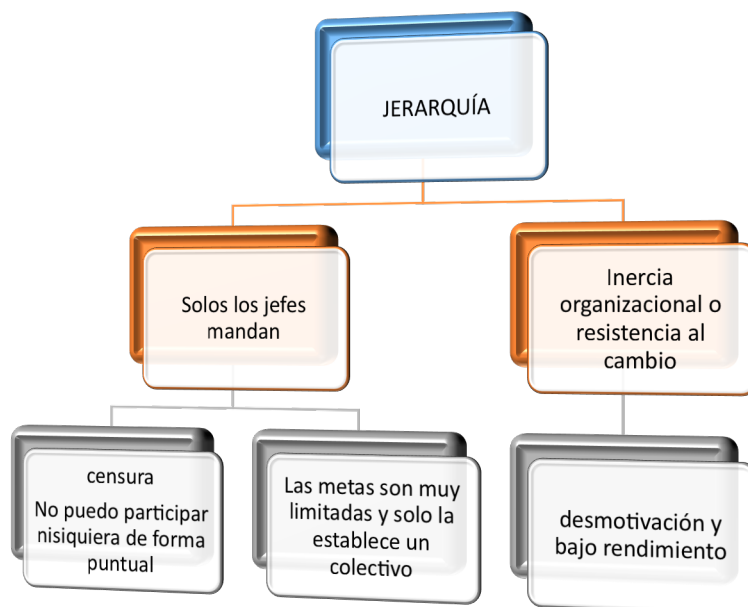 JERARQUÍA
Solos los jefes
mandan
Inercia
organizacional o
resistencia al
cambio
censura
No puedo participar
nisiquiera de forma
puntual
Las metas son muy
limitadas y solo la
establece un
colectivo
desmotivación y
bajo rendimiento